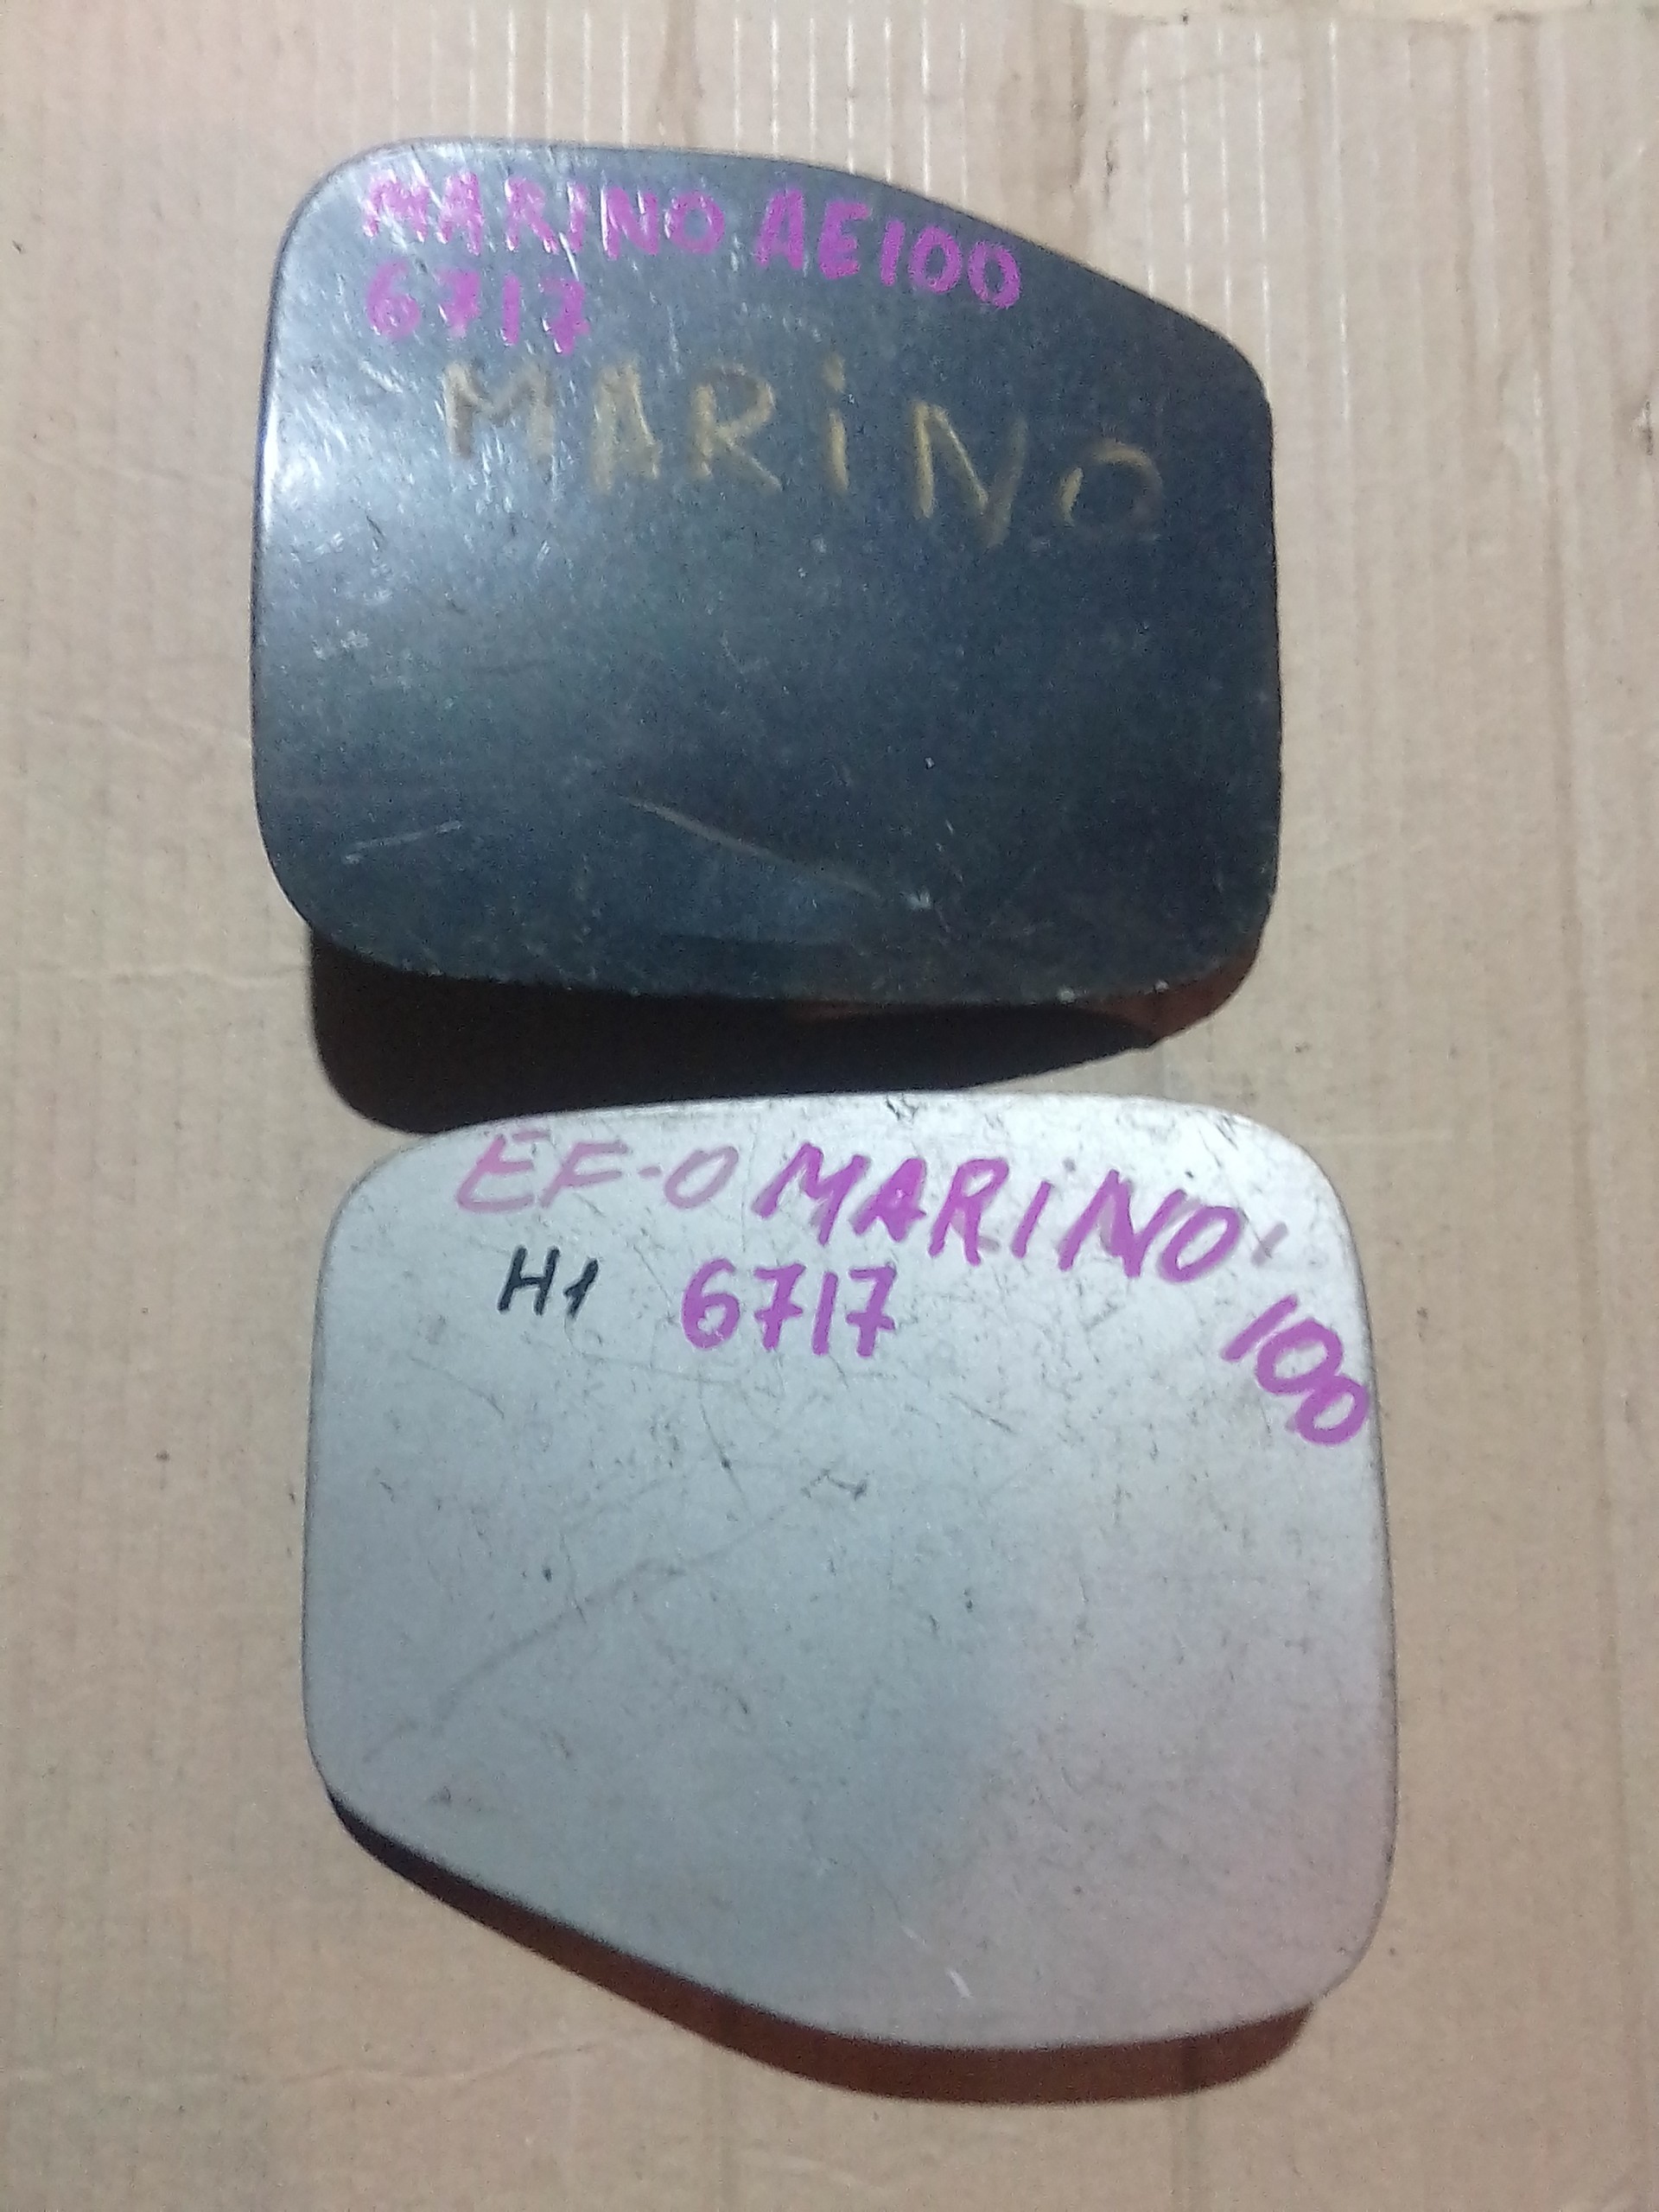 MARINO AE100
6717
MARiNO
EF-0 MARINO
H1 6717
100